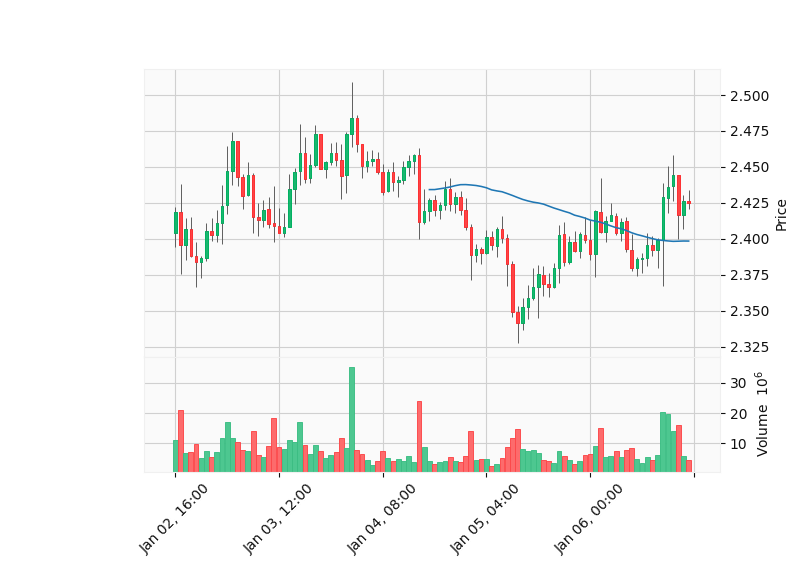 2.500
2.475
2.450
2.425
2.400
2.375
2.350
2.325
Price
30
20
10
Volume 10⁶
Jan 02, 16:00
Jan 03, 12:00
Jan 04, 08:00
Jan 05, 04:00
Jan 06, 00:00